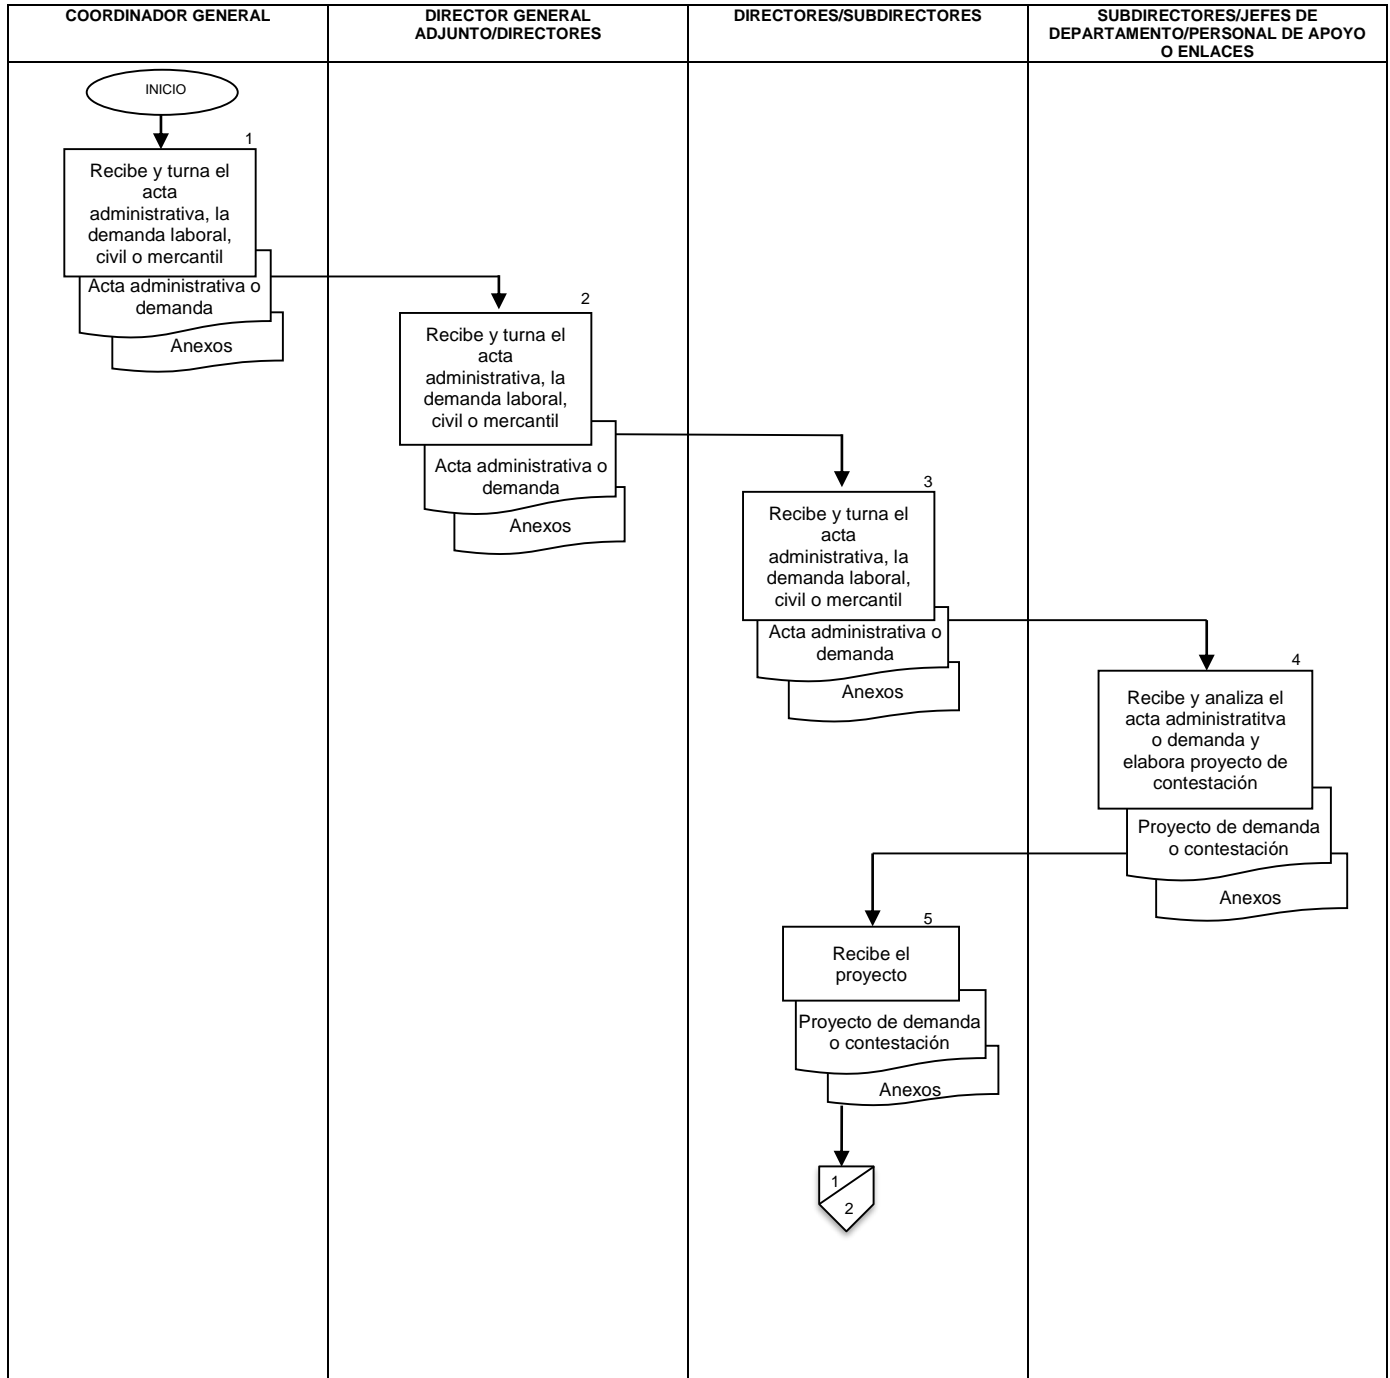 COORDINADOR GENERAL
DIRECTOR GENERAL
ADJUNTO/DIRECTORES
DIRECTORES/SUBDIRECTORES
SUBDIRECTORES/JEFES DE
DEPARTAMENTO/PERSONAL DE APOYO
O ENLACES
INICIO
1
Recibe y turna el
acta
administrativa, la
demanda laboral,
civil o mercantil
Acta administrativa o
demanda
Anexos
2
Recibe y turna el
acta
administrativa, la
demanda laboral,
civil o mercantil
Acta administrativa o
demanda
Anexos
3
Recibe y turna el
acta
administrativa, la
demanda laboral,
civil o mercantil
Acta administrativa o
demanda
Anexos
4
Recibe y analiza el
acta administratitva
o demanda y
elabora proyecto de
contestación
Proyecto de demanda
o contestación
Anexos
5
Recibe el
proyecto
Proyecto de demanda
o contestación
Anexos
1
2